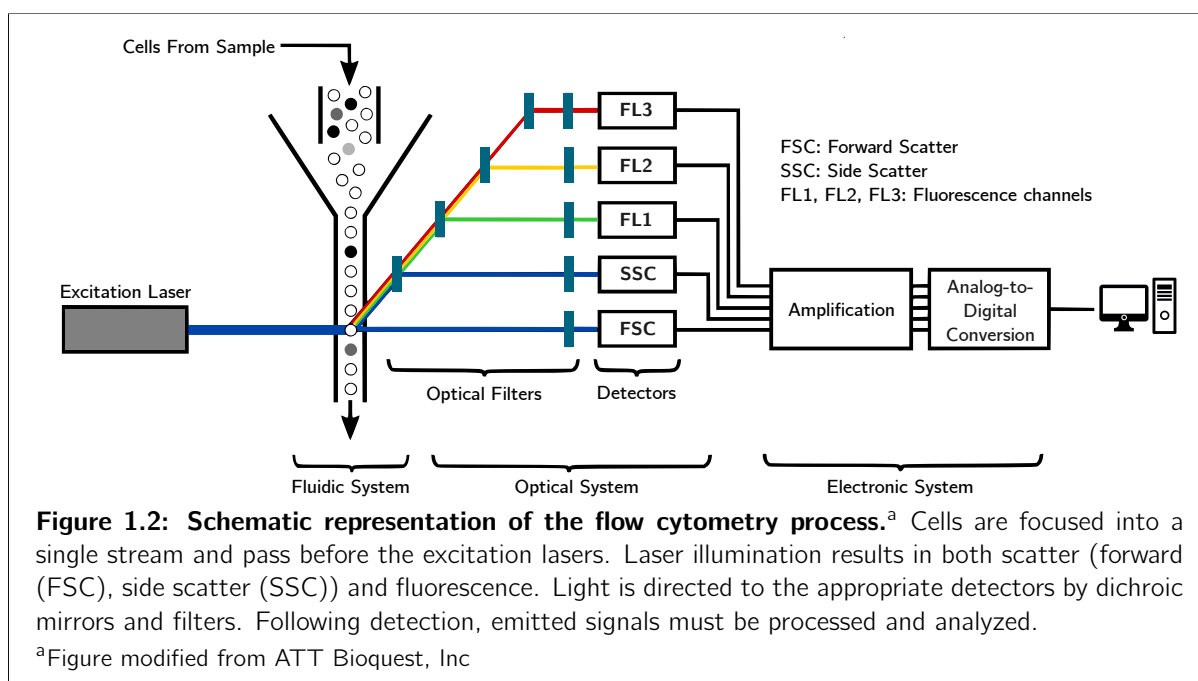 Cells From Sample
FL3
FSC: Forward Scatter
SSC: Side Scatter
FL1, FL2, FL3: Fluorescence channels
FL2
FL1
SSC
Excitation Laser
Amplification
Analog-to-
Digital
Conversion
FSC
Optical Filters
Detectors
Fluidic System
Optical System
Electronic System
Figure 1.2: Schematic representation of the flow cytometry process.ᵃ Cells are focused into a
single stream and pass before the excitation lasers. Laser illumination results in both scatter (forward
(FSC), side scatter (SSC)) and fluorescence. Light is directed to the appropriate detectors by dichroic
mirrors and filters. Following detection, emitted signals must be processed and analyzed.
ᵃFigure modified from ATT Bioquest, Inc